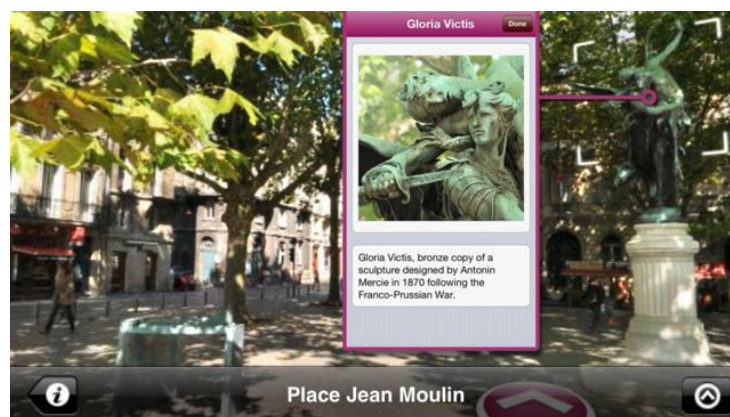 Gloria Victis
Done
Gloria Victis, bronze copy of a
sculpture designed by Antonin
Mercie in 1870 following the
Franco-Prussian War.
i
Place Jean Moulin